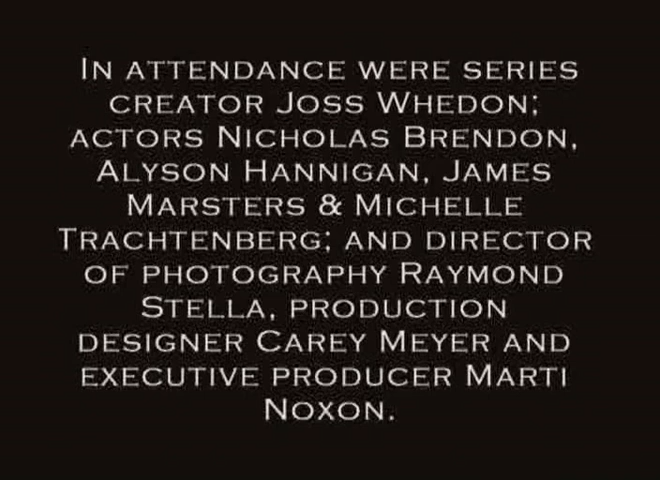 In attendance were series
creator Joss Whedon;
actors Nicholas Brendon,
Alyson Hannigan, James
Marsters & Michelle
Trachtenberg; and director
of photography Raymond
Stella, production
designer Carey Meyer and
executive producer Marti
Noxon.